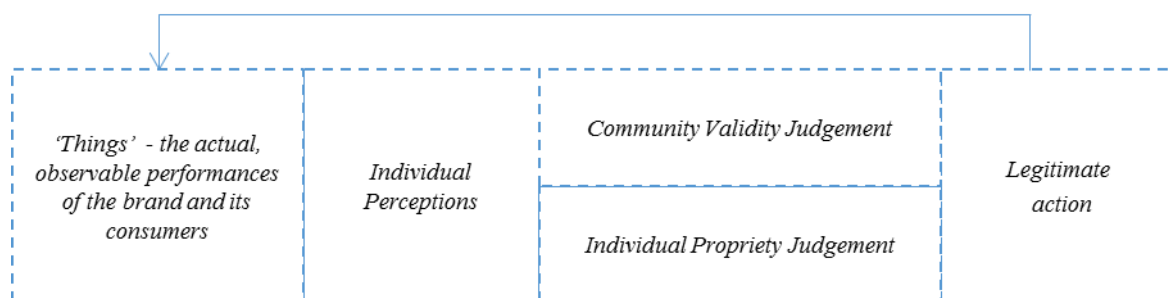 ‘Things’ - the actual,
observable performances
of the brand and its
consumers
Individual
Perceptions
Community Validity Judgement
Individual Propriety Judgement
Legitimate
action